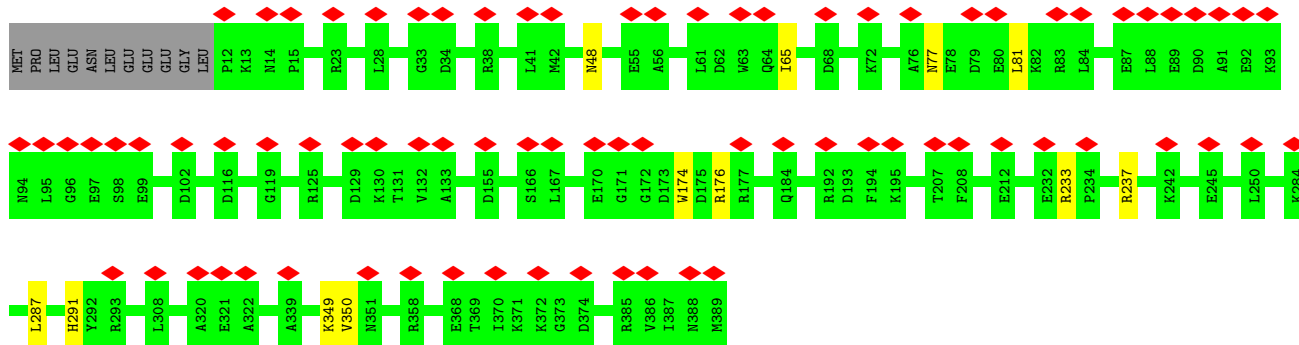 MET PRO LEU GLU ASN LEU GLU GLU GLU GLY LEU P12 K13 N14 P15 R23 L28 G33 D34 R38 L41 M42 N48 E55 A56 L61 D62 W63 Q64 I65 D68 K72 A76 N77 E78 D79 E80 L81 K82 R83 L84 E87 L88 E89 D90 A91 E92 K93
N94 L95 G96 E97 S98 E99 D102 D116 G119 R125 D129 K130 T131 V132 A133 D155 S166 L167 E170 G171 G172 D173 W174 D175 R176 R177 Q184 R192 D193 F194 K195 T207 F208 E212 E232 R233 P234 R237 K242 E245 L250 K284
L287 H291 Y292 R293 L308 A320 E321 A322 A339 K349 V350 N351 R358 E368 T369 I370 K371 K372 G373 D374 R385 V386 I387 N388 M389